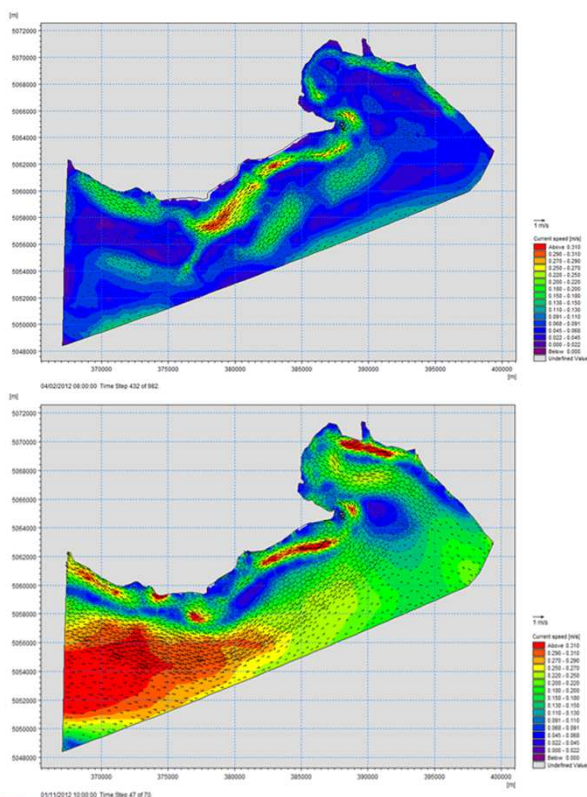 [m]
5072000
5070000
5068000
5066000
5064000
5062000
5060000
5058000
5056000
5054000
5052000
5050000
5048000
370000 375000 380000 385000 390000 395000 400000
[m]
04/02/2012 08:00:00 Time Step 432 of 982
1 m/s
Current speed [m/s]
Above 0.310
0.290 - 0.310
0.270 - 0.290
0.250 - 0.270
0.220 - 0.250
0.200 - 0.220
0.180 - 0.200
0.150 - 0.180
0.130 - 0.150
0.110 - 0.130
0.091 - 0.110
0.068 - 0.091
0.045 - 0.068
0.022 - 0.045
0.000 - 0.022
Below 0.000
Undefined Value
[m]
5072000
5070000
5068000
5066000
5064000
5062000
5060000
5058000
5056000
5054000
5052000
5050000
5048000
370000 375000 380000 385000 390000 395000 400000
[m]
01/11/2012 10:00:00 Time Step 47 of 70
1 m/s
Current speed [m/s]
Above 0.310
0.290 - 0.310
0.270 - 0.290
0.250 - 0.270
0.220 - 0.250
0.200 - 0.220
0.180 - 0.200
0.150 - 0.180
0.130 - 0.150
0.110 - 0.130
0.091 - 0.110
0.068 - 0.091
0.045 - 0.068
0.022 - 0.045
0.000 - 0.022
Below 0.000
Undefined Value